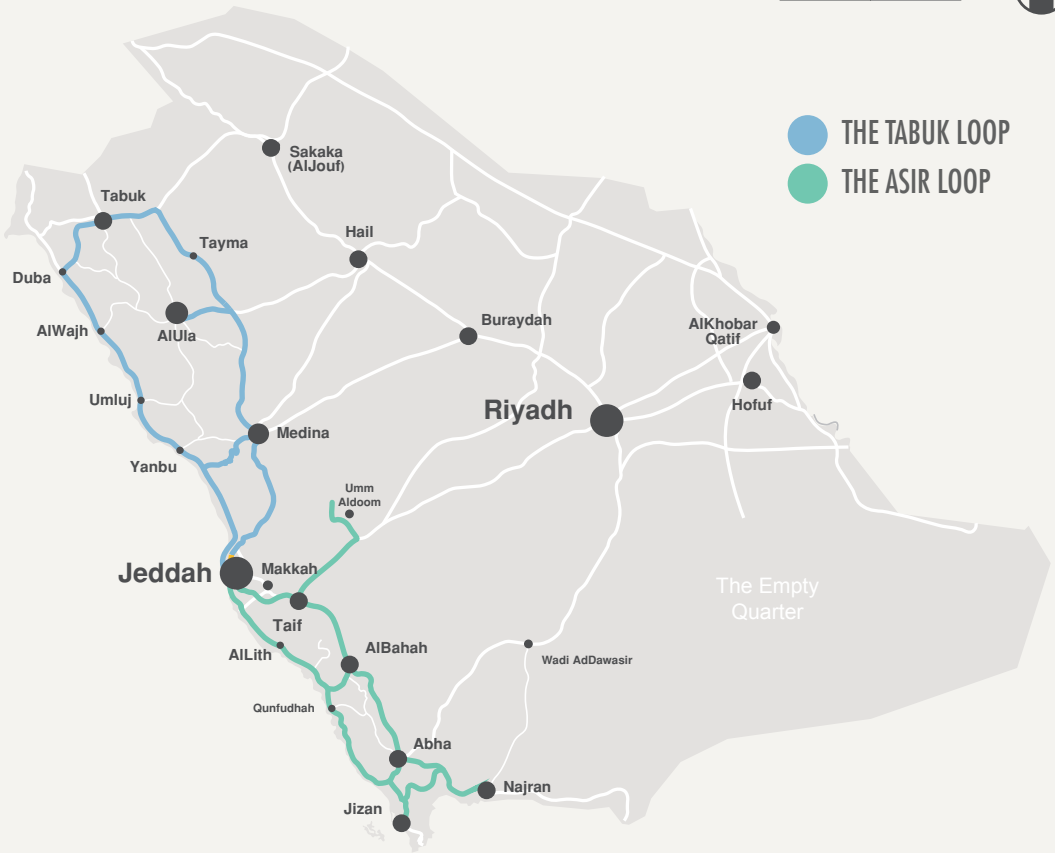 THE TABUK LOOP
THE ASIR LOOP
Sakaka
(AlJouf)
Tabuk
Hail
Tayma
Duba
AlWajh
AlUla
Buraydah
AlKhobar
Qatif
Umluj
Riyadh
Hofuf
Medina
Yanbu
Umm
Aldoom
Jeddah
Makkah
The Empty
Quarter
Taif
AlLith
AlBahah
Wadi AdDawasir
Qunfudhah
Abha
Najran
Jizan